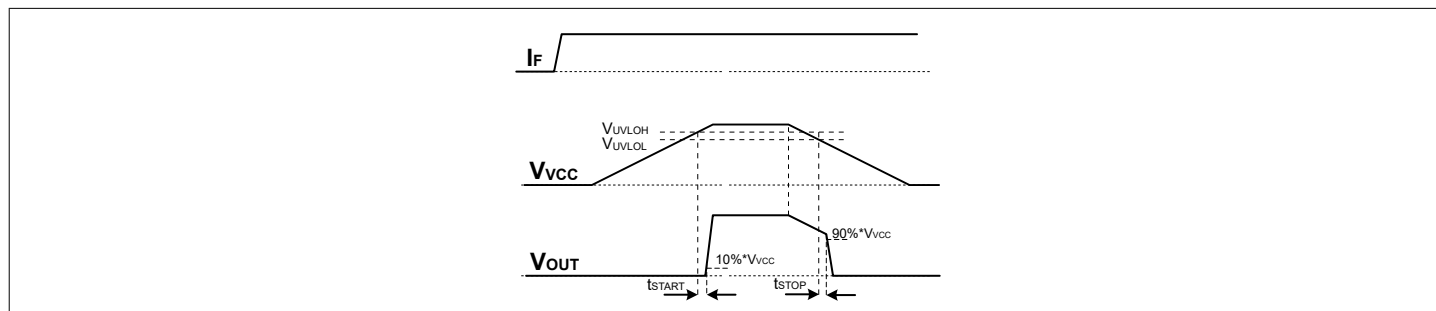 IF
VUVLOH
VUVLOL
VVCC
90%*VVCC
VOUT
10%*VVCC
tSTART
tSTOP